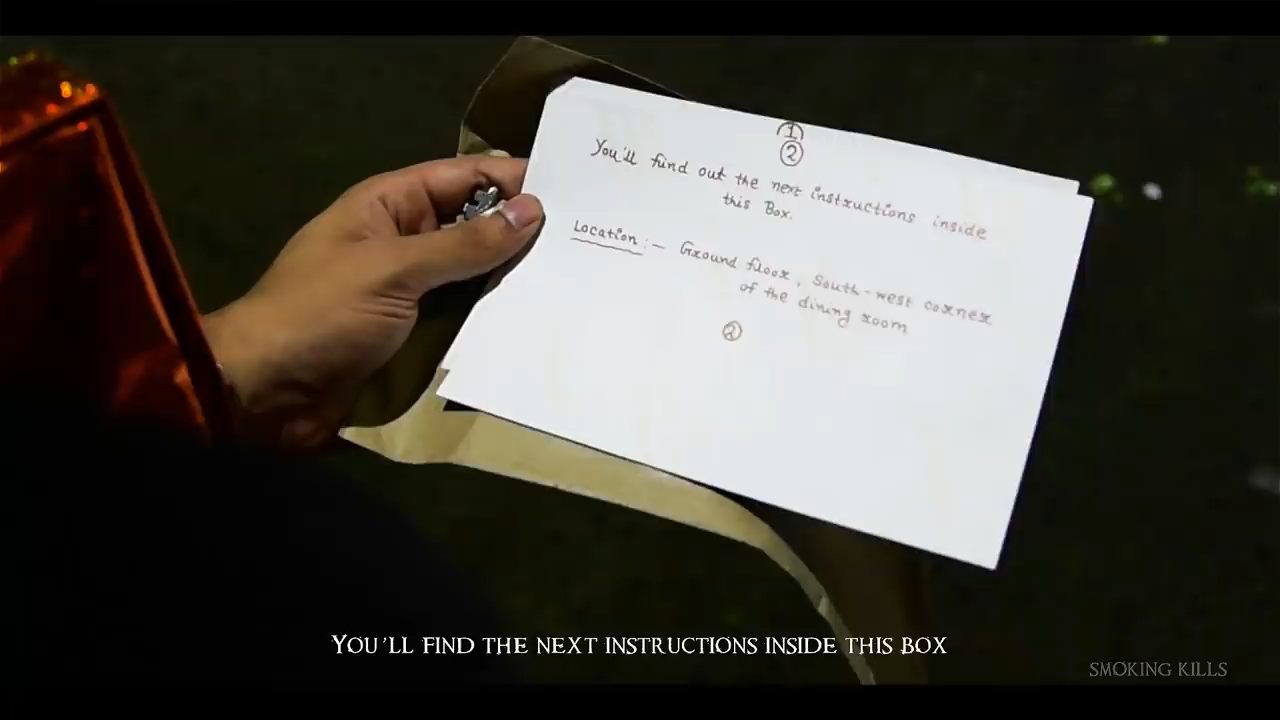 1
2
You'll find out the next instructions inside
this Box.
Location :- Ground floor, South-west corner
of the dining room
2
YOU'LL FIND THE NEXT INSTRUCTIONS INSIDE THIS BOX
SMOKING KILLS